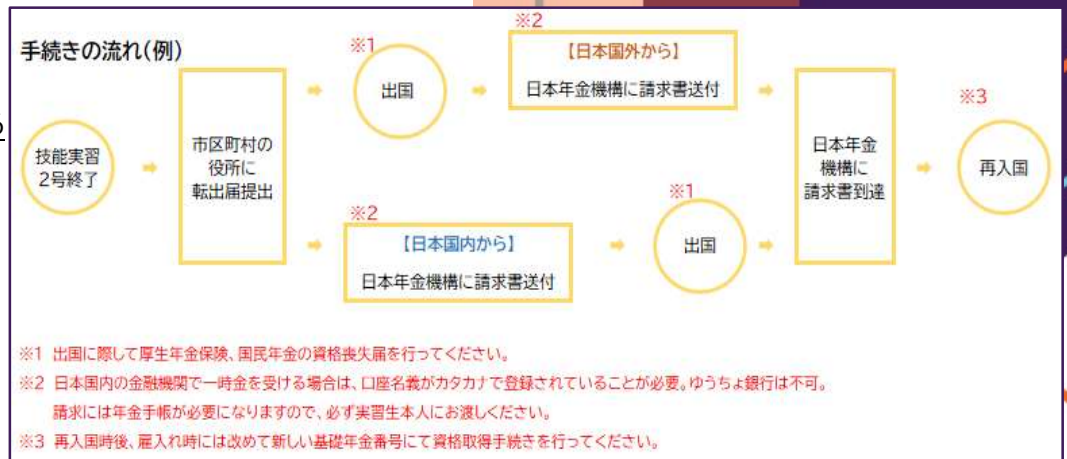 手続きの流れ(例)
技能実習
2号終了
市区町村の
役所に
転出届提出
※1
出国
※2
【日本国外から】
日本年金機構に請求書送付
※2
【日本国内から】
日本年金機構に請求書送付
※1
出国
日本年金
機構に
請求書到達
※3
再入国
※1 出国に際して厚生年金保険、国民年金の資格喪失届を行ってください。
※2 日本国内の金融機関で一時金を受ける場合は、口座名義がカタカナで登録されていることが必要。ゆうちょ銀行は不可。
請求には年金手帳が必要になりますので、必ず実習生本人にお渡しください。
※3 再入国時後、雇入れ時には改めて新しい基礎年金番号にて資格取得手続きを行ってください。